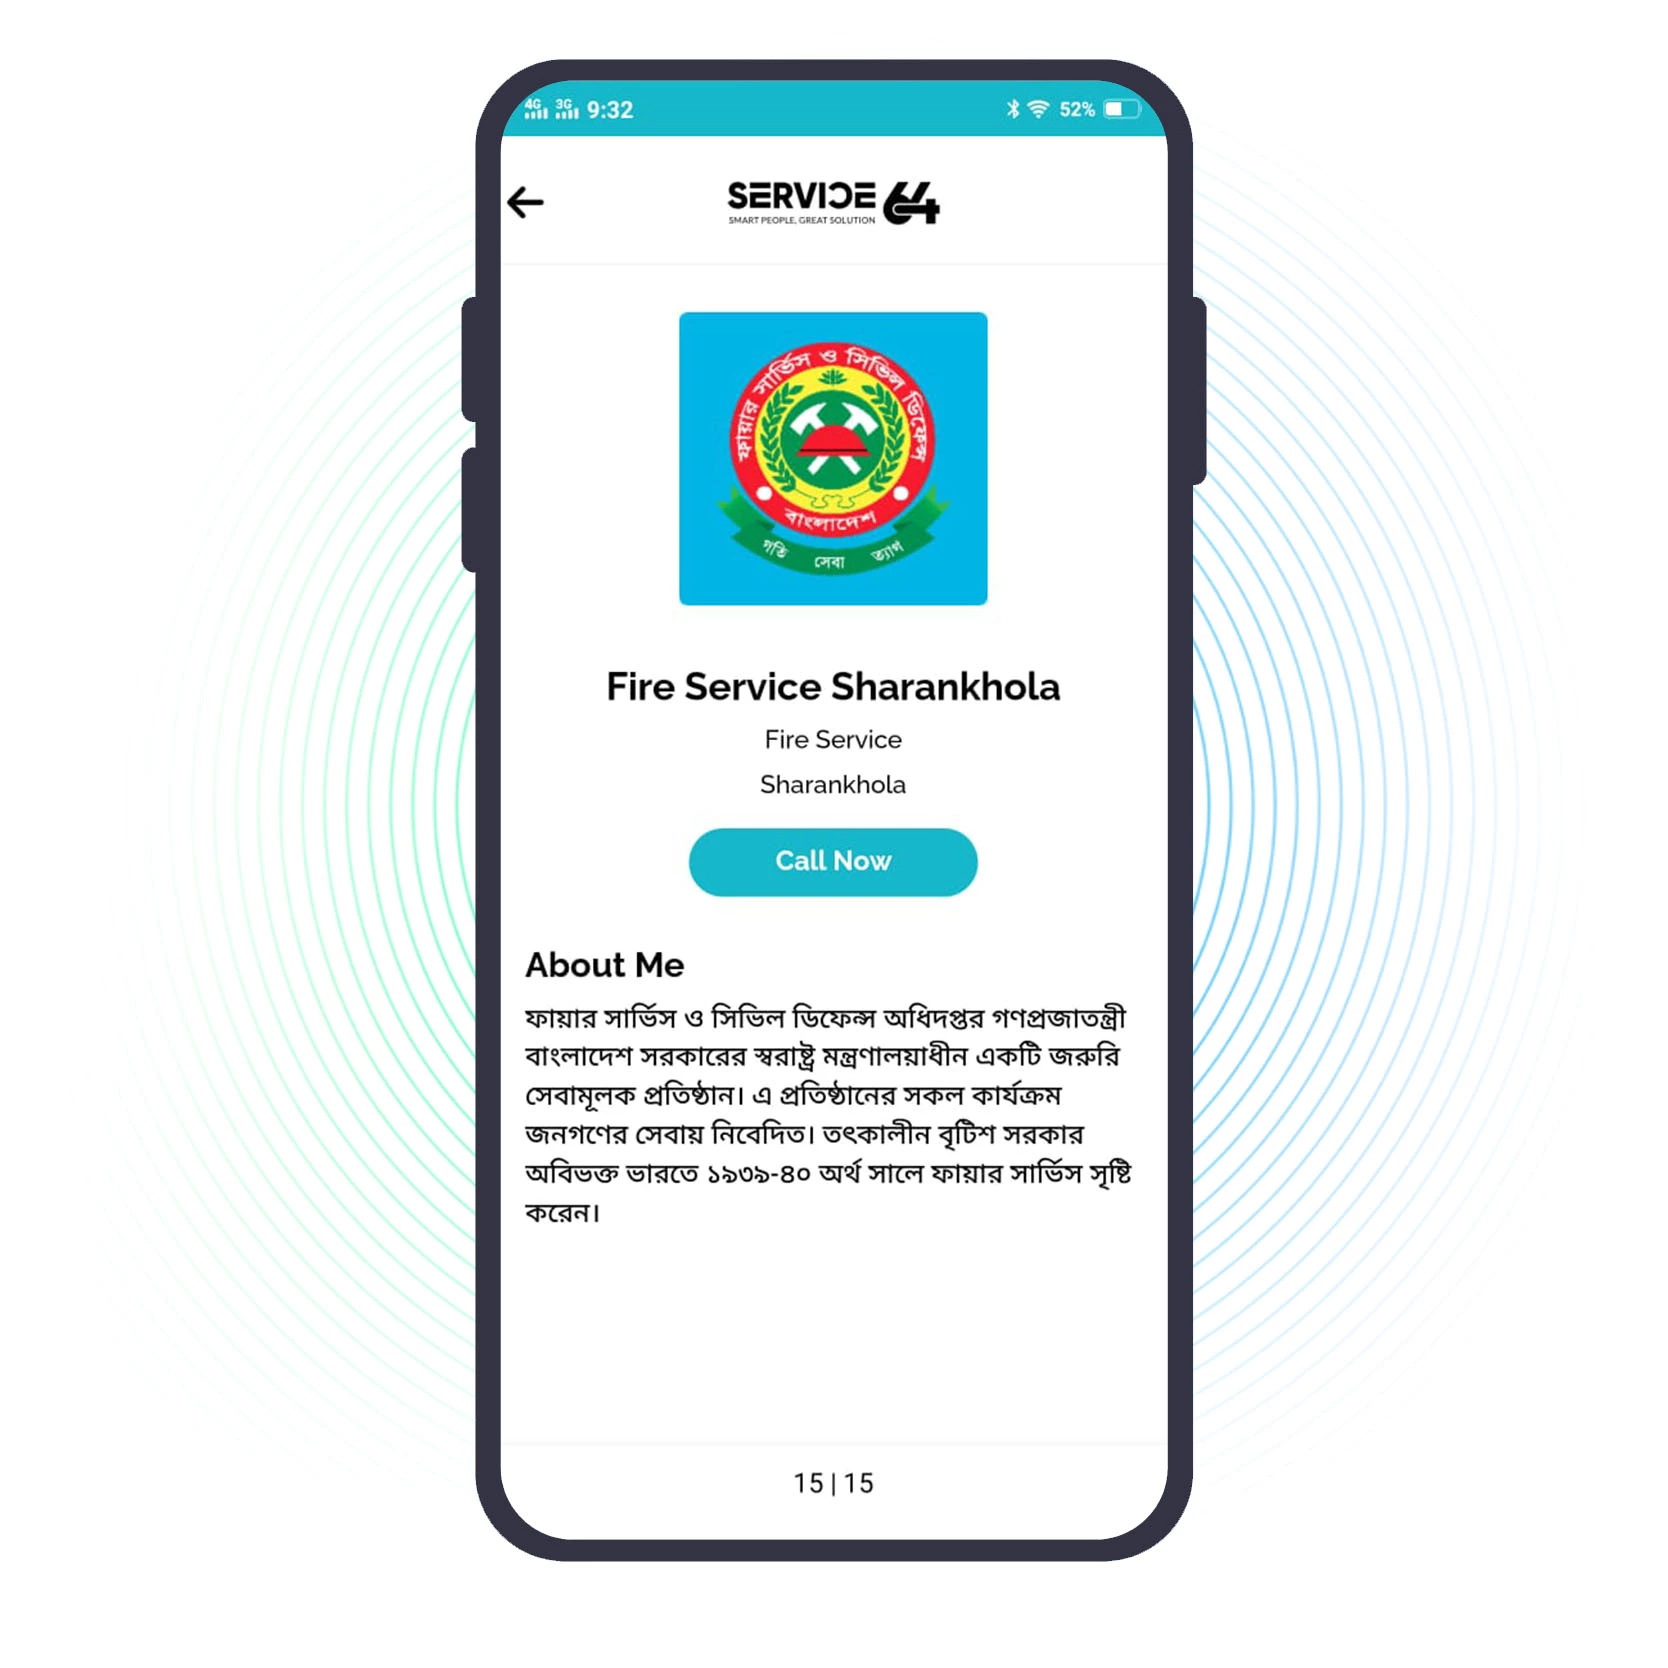 4G 3G 9:32 52%
SERVICE 64
SMART PEOPLE, GREAT SOLUTION
ফায়ার সার্ভিস ও সিভিল ডিফেন্স
বাংলাদেশ
গতি সেবা ত্যাগ
Fire Service Sharankhola
Fire Service
Sharankhola
Call Now
About Me
ফায়ার সার্ভিস ও সিভিল ডিফেন্স অধিদপ্তর গণপ্রজাতন্ত্রী
বাংলাদেশ সরকারের স্বরাষ্ট্র মন্ত্রণালয়াধীন একটি জরুরি
সেবামূলক প্রতিষ্ঠান। এ প্রতিষ্ঠানের সকল কার্যক্রম
জনগণের সেবায় নিবেদিত। তৎকালীন বৃটিশ সরকার
অবিভক্ত ভারতে ১৯৩৯-৪০ অর্থ সালে ফায়ার সার্ভিস সৃষ্টি
করেন।
15 | 15